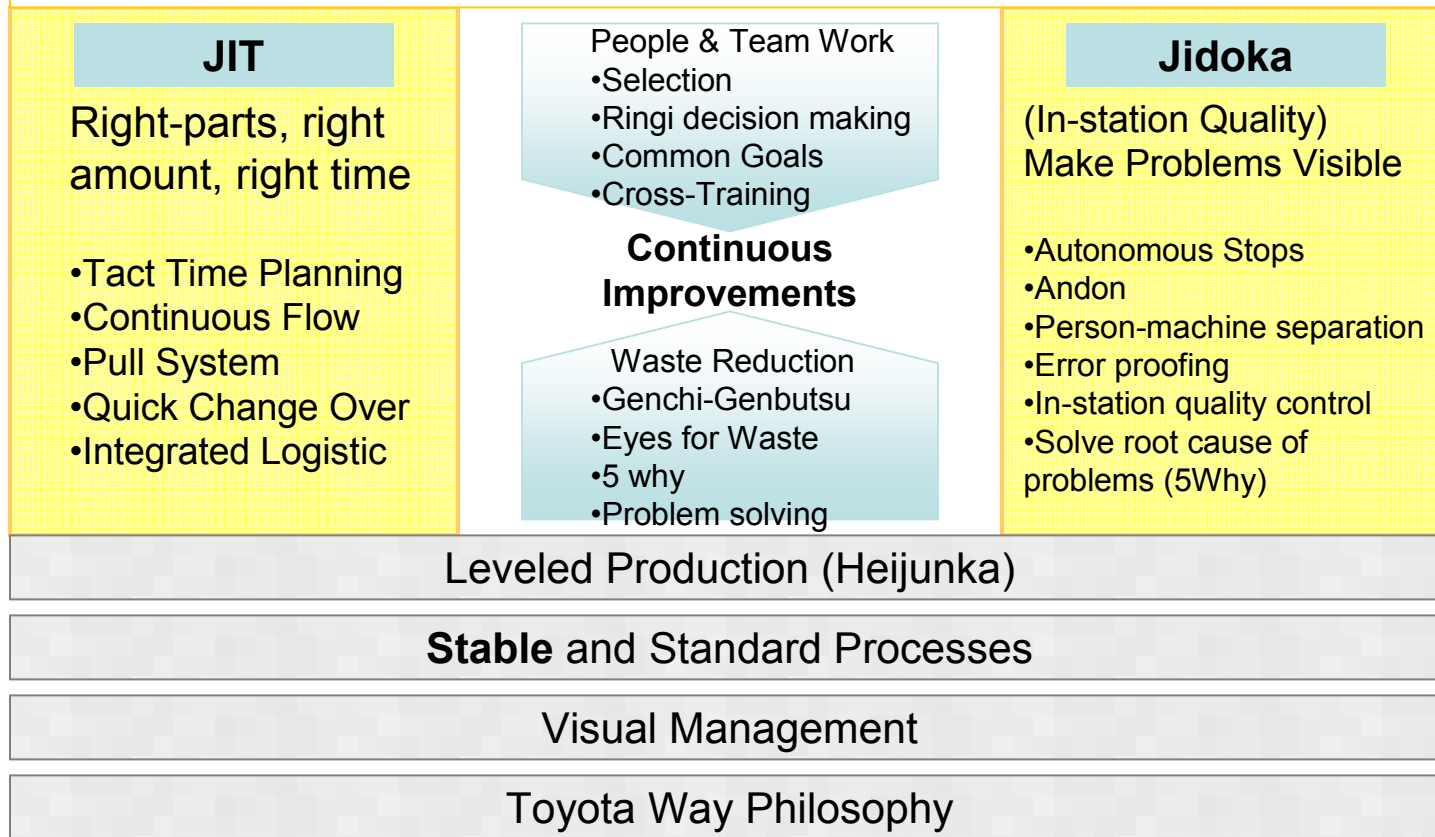 JIT
Right-parts, right
amount, right time
•Tact Time Planning
•Continuous Flow
•Pull System
•Quick Change Over
•Integrated Logistic
People & Team Work
•Selection
•Ringi decision making
•Common Goals
•Cross-Training
Continuous
Improvements
Waste Reduction
•Genchi-Genbutsu
•Eyes for Waste
•5 why
•Problem solving
Jidoka
(In-station Quality)
Make Problems Visible
•Autonomous Stops
•Andon
•Person-machine separation
•Error proofing
•In-station quality control
•Solve root cause of
problems (5Why)
Leveled Production (Heijunka)
Stable and Standard Processes
Visual Management
Toyota Way Philosophy